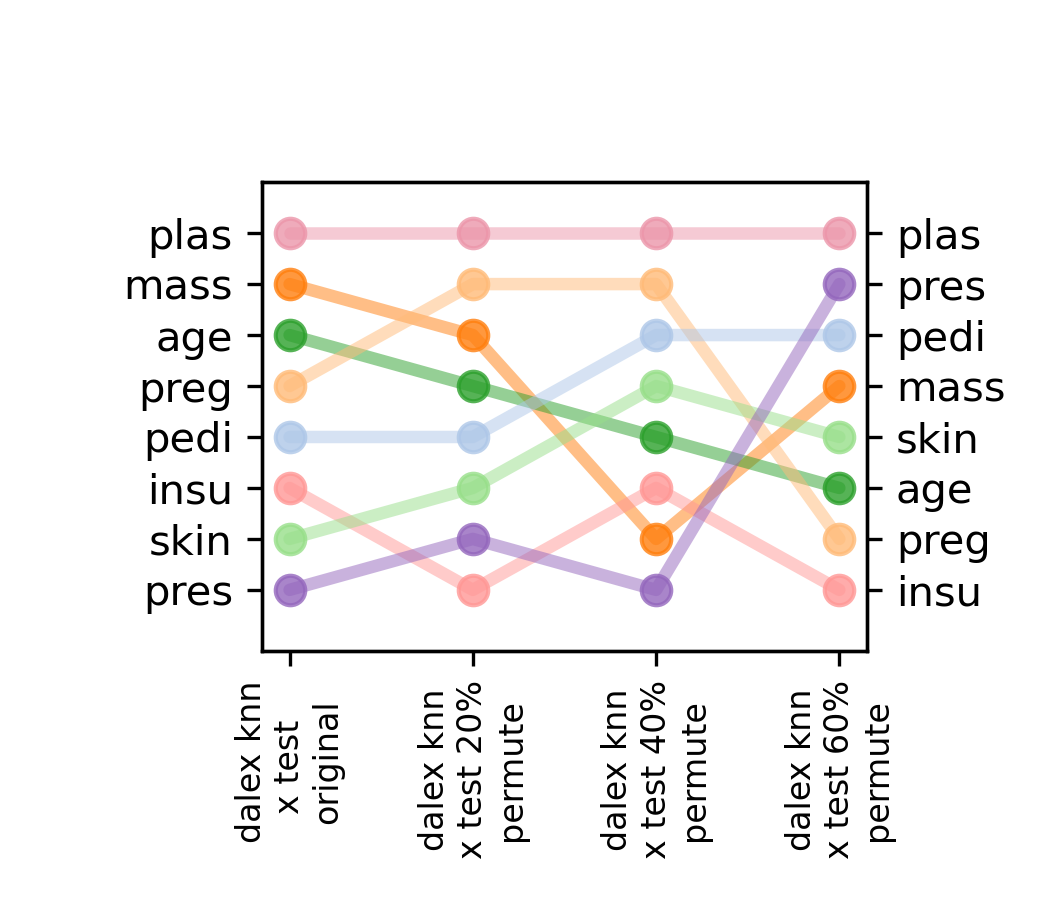 plas
mass
age
preg
pedi
insu
skin
pres
plas
pres
pedi
mass
skin
age
preg
insu
dalex knn
x test
original
dalex knn
x test 20%
permute
dalex knn
x test 40%
permute
dalex knn
x test 60%
permute